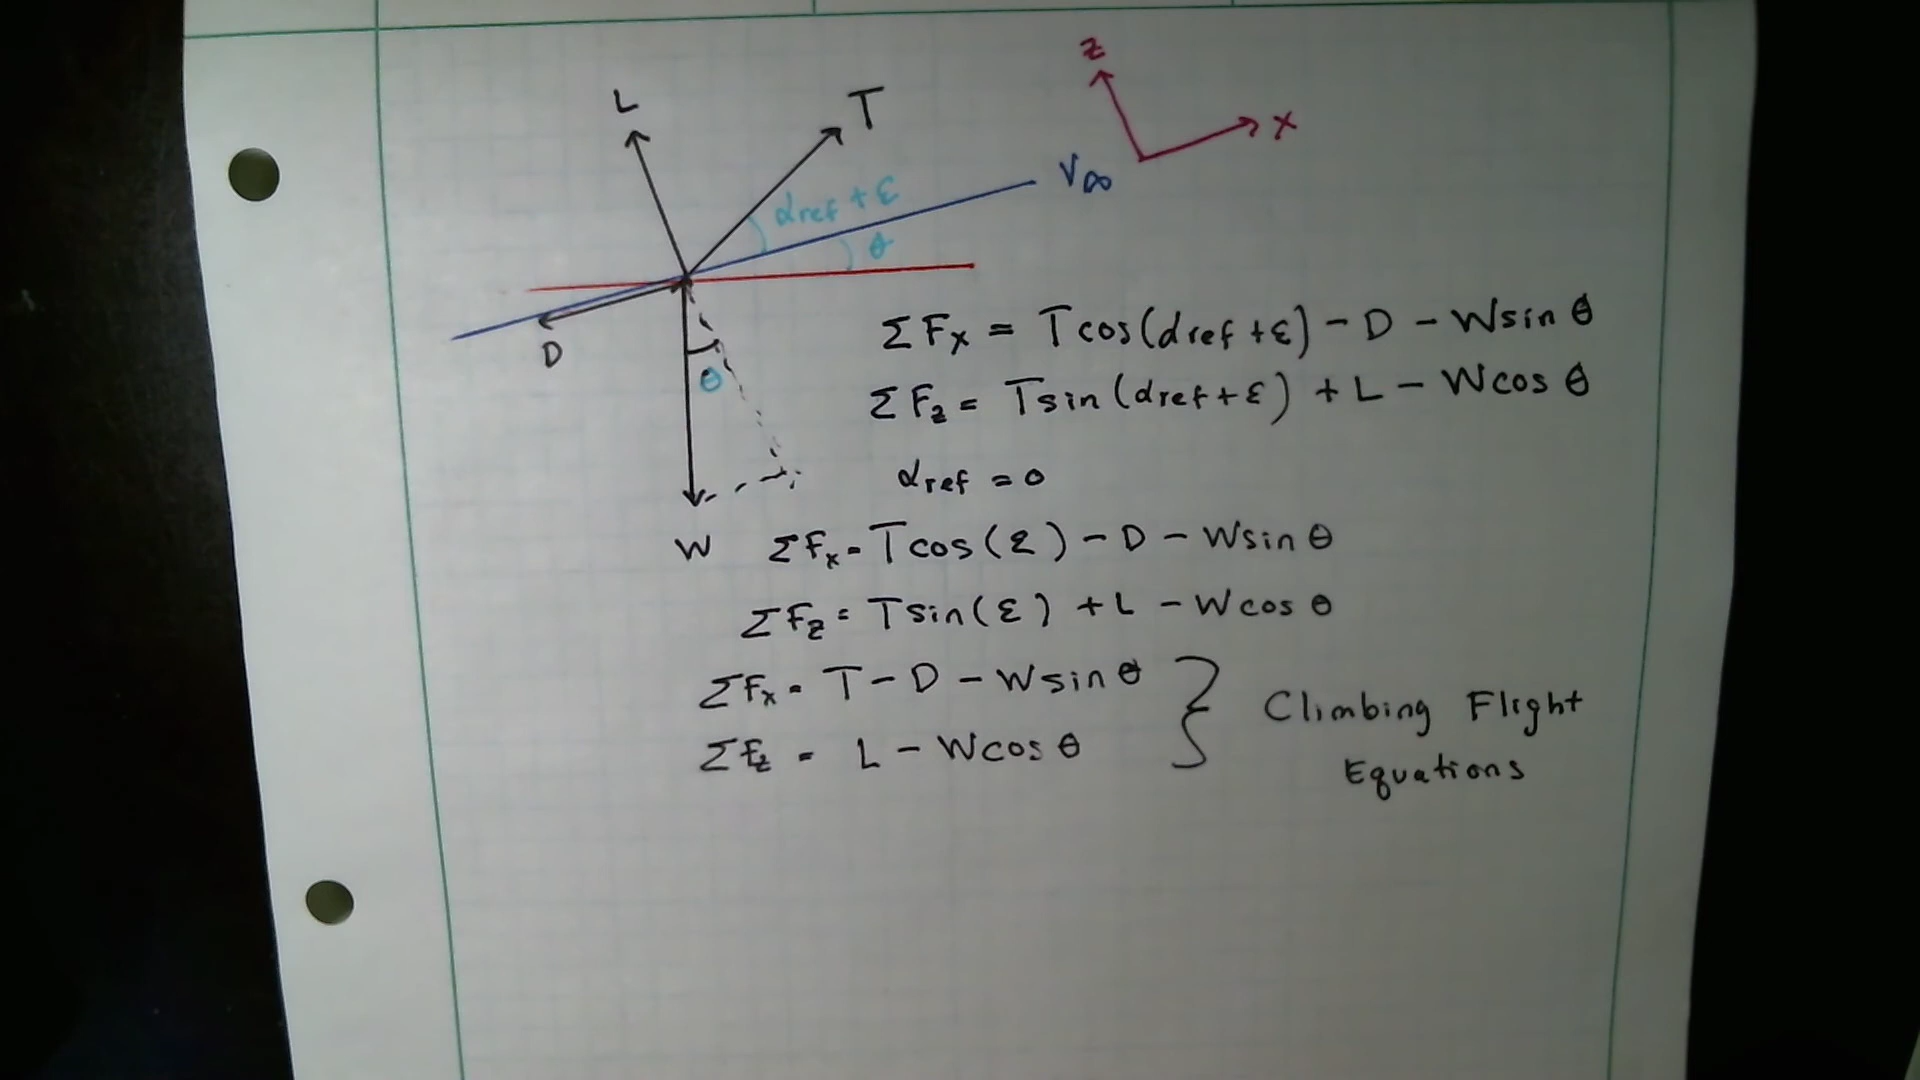 L
T
z
x
V∞
αref + ε
θ
D
θ
W
ΣFx = Tcos(αref + ε) - D - Wsin θ
ΣFz = Tsin(αref + ε) + L - Wcos θ
αref = 0
ΣFx = Tcos(ε) - D - Wsin θ
ΣFz = Tsin(ε) + L - Wcos θ
ΣFx = T - D - Wsin θ
ΣFz = L - Wcos θ
} Climbing Flight
Equations